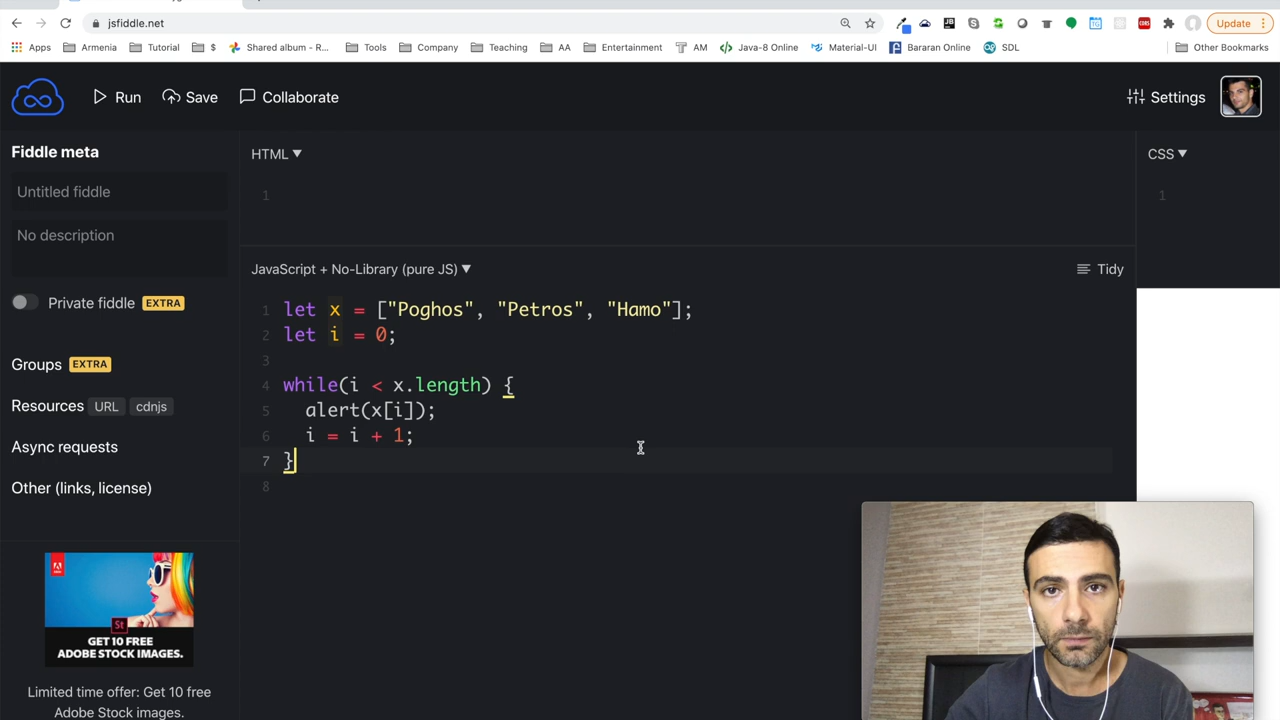 jsfiddle.net
Update
Apps
Armenia
Tutorial
$
Shared album - R...
Tools
Company
Teaching
AA
Entertainment
AM
Java-8 Online
Material-UI
Bararan Online
SDL
Other Bookmarks
Run
Save
Collaborate
Settings
Fiddle meta
Untitled fiddle
No description
Private fiddle EXTRA
Groups EXTRA
Resources URL cdnjs
Async requests
Other (links, license)
St
GET 10 FREE
ADOBE STOCK IMAGES.
Limited time offer: Get 10 free
Adobe Stock images.
HTML
1
CSS
1
JavaScript + No-Library (pure JS)
Tidy
1 let x = ["Poghos", "Petros", "Hamo"];
2 let i = 0;
3
4 while(i < x.length) {
5 alert(x[i]);
6 i = i + 1;
7 }
8